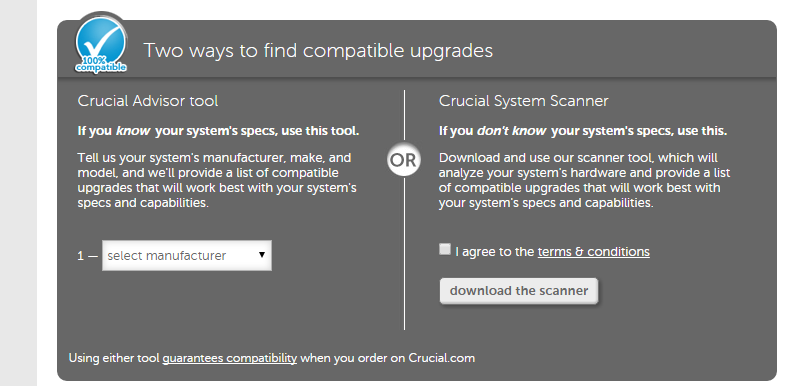 100%
compatible
Two ways to find compatible upgrades
Crucial Advisor tool
If you know your system's specs, use this tool.
Tell us your system's manufacturer, make, and
model, and we'll provide a list of compatible
upgrades that will work best with your system's
specs and capabilities.
1 — select manufacturer
OR
Crucial System Scanner
If you don't know your system's specs, use this.
Download and use our scanner tool, which will
analyze your system's hardware and provide a list
of compatible upgrades that will work best with
your system's specs and capabilities.
I agree to the terms & conditions
download the scanner
Using either tool guarantees compatibility when you order on Crucial.com